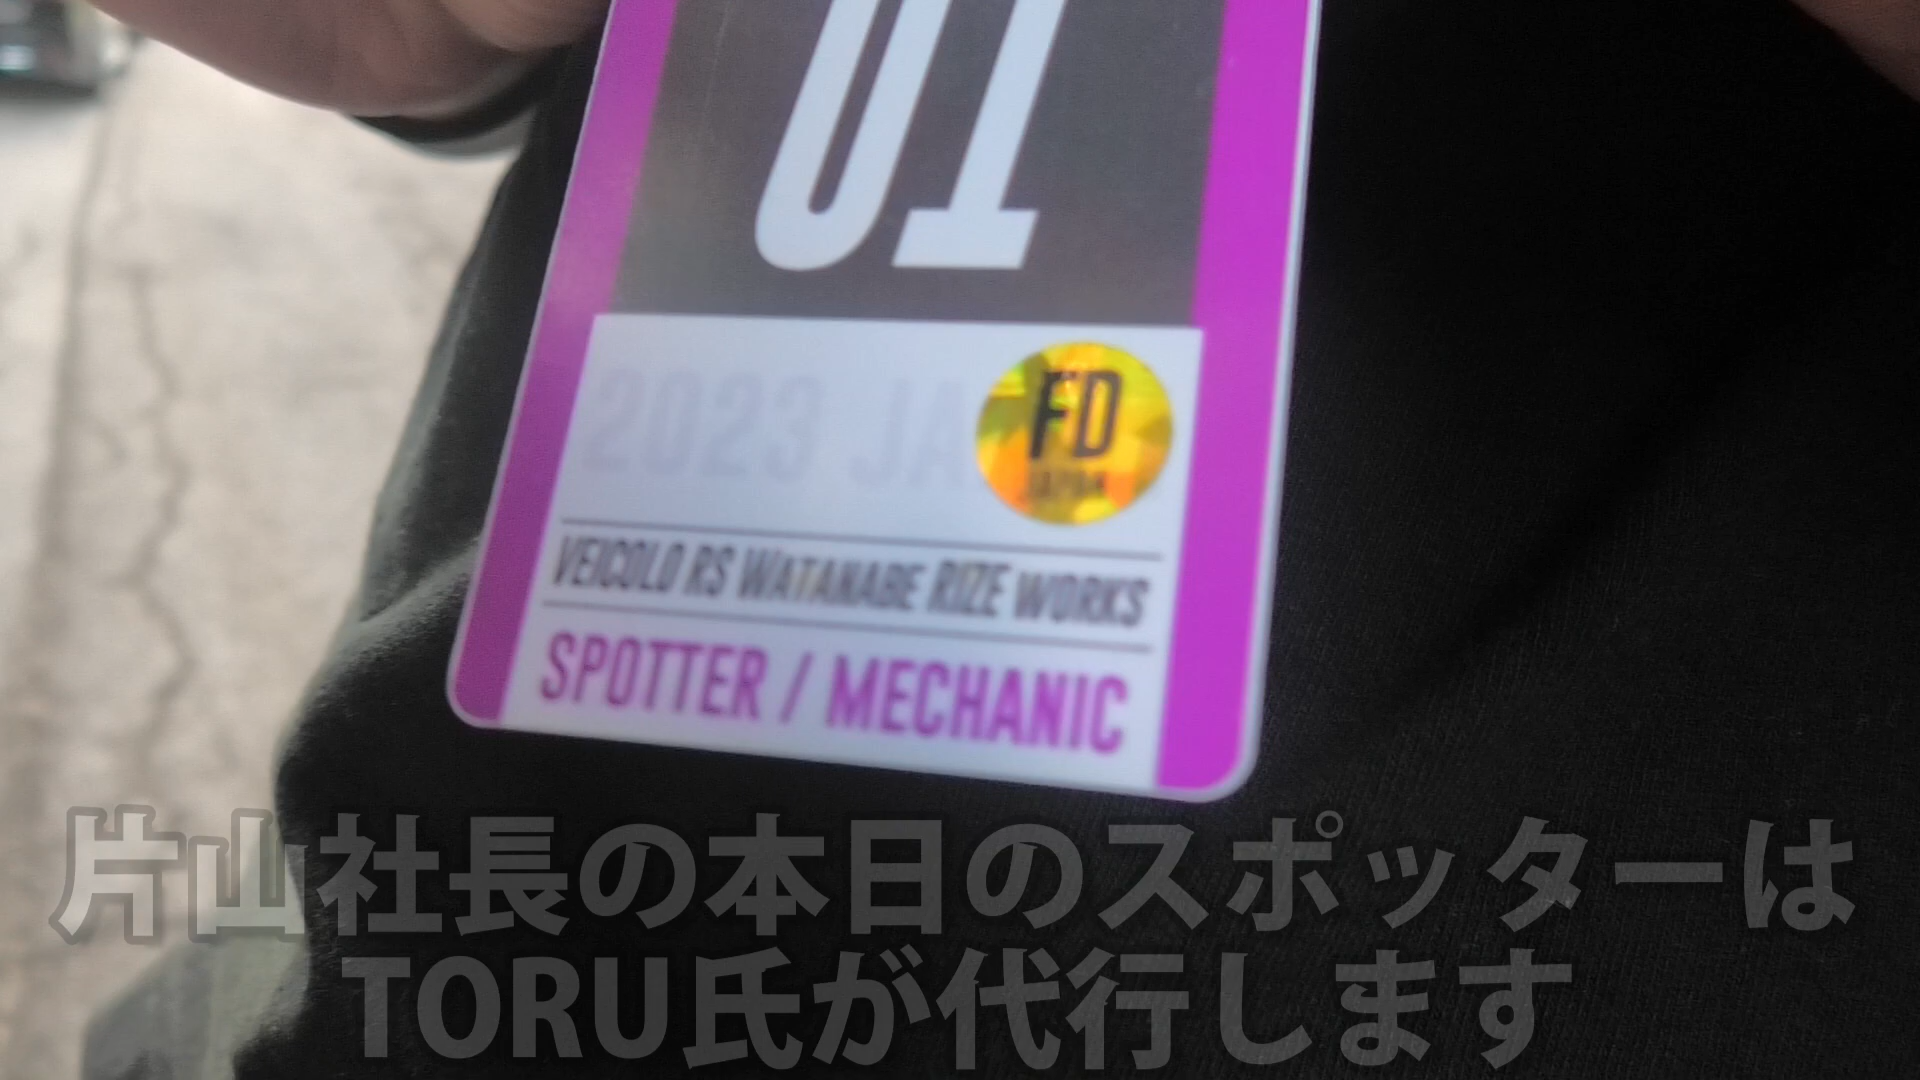 01
2023 JA
FD
JAPAN
VEICOLO RS WATANABE RIZE WORKS
SPOTTER / MECHANIC
片山社長の本日のスポッターは
TORU氏が代行します